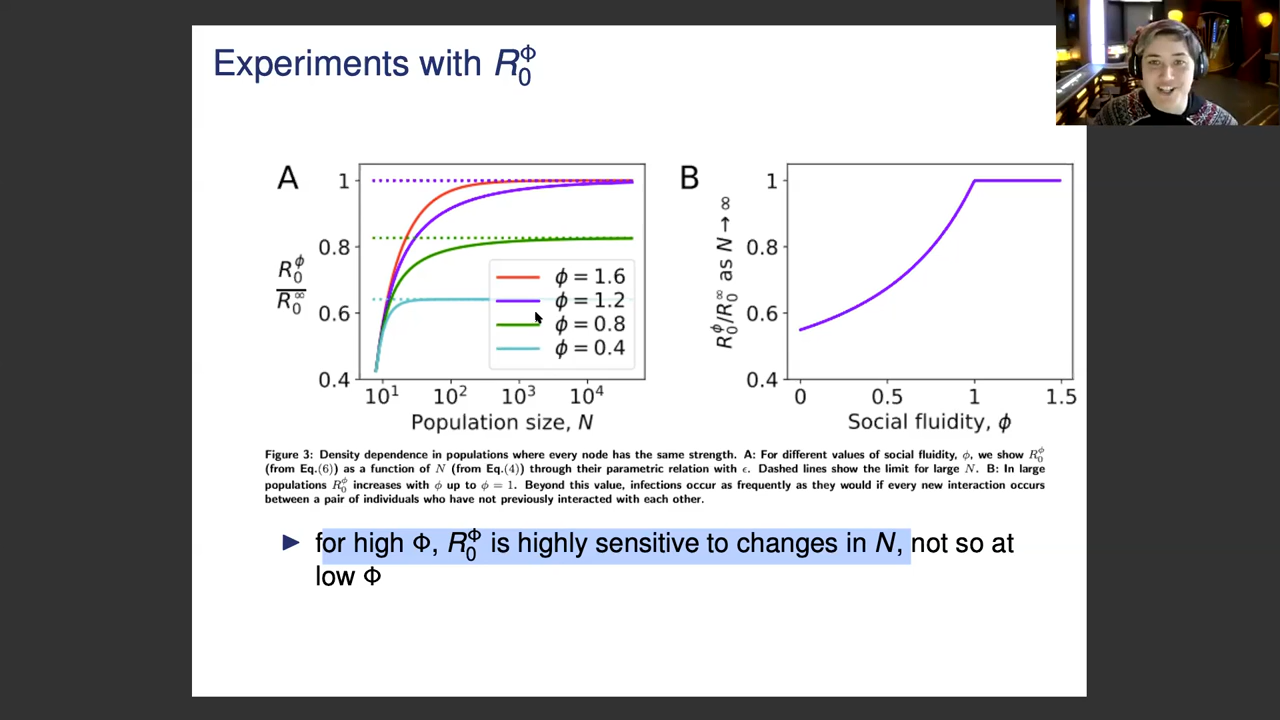 Experiments with R₀^Φ
A
1
0.8
0.6
0.4
R₀^ϕ / R₀^∞
ϕ = 1.6
ϕ = 1.2
ϕ = 0.8
ϕ = 0.4
10¹ 10² 10³ 10⁴
Population size, N
B
1
0.8
0.6
0.4
R₀^ϕ/R₀^∞ as N → ∞
0 0.5 1 1.5
Social fluidity, ϕ
Figure 3: Density dependence in populations where every node has the same strength. A: For different values of social fluidity, ϕ, we show R₀^ϕ
(from Eq.(6)) as a function of N (from Eq.(4)) through their parametric relation with ϵ. Dashed lines show the limit for large N. B: In large
populations R₀^ϕ increases with ϕ up to ϕ = 1. Beyond this value, infections occur as frequently as they would if every new interaction occurs
between a pair of individuals who have not previously interacted with each other.
▶ for high Φ, R₀^Φ is highly sensitive to changes in N, not so at
low Φ